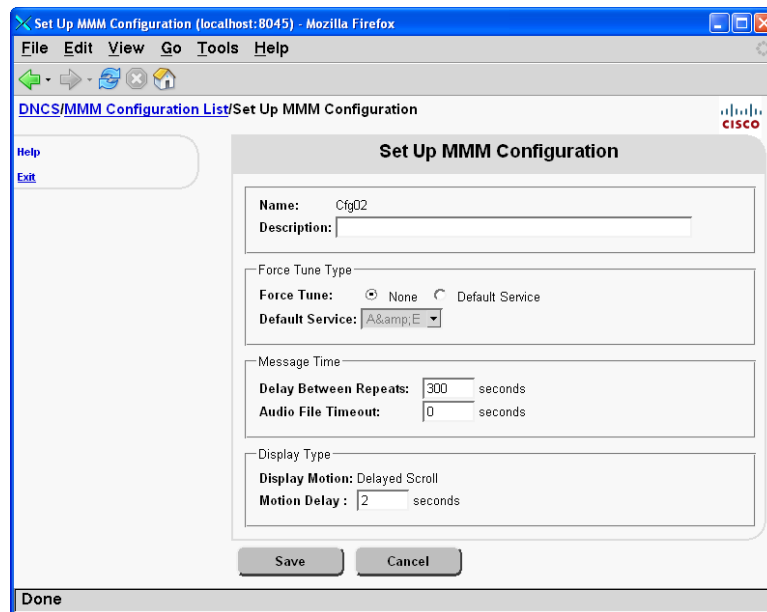 Set Up MMM Configuration (localhost:8045) - Mozilla Firefox
File Edit View Go Tools Help
DNCS/MMM Configuration List/Set Up MMM Configuration
CISCO
Help
Exit
Set Up MMM Configuration
Name: Cfg02
Description:
Force Tune Type
Force Tune: None Default Service
Default Service: A&amp;E
Message Time
Delay Between Repeats: 300 seconds
Audio File Timeout: 0 seconds
Display Type
Display Motion: Delayed Scroll
Motion Delay : 2 seconds
Save Cancel
Done